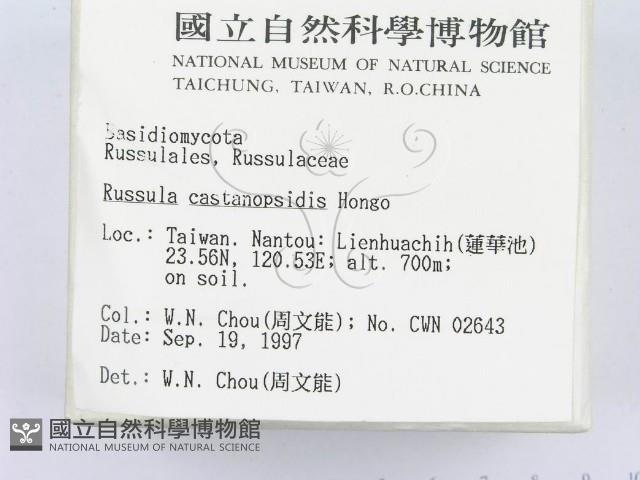 國立自然科學博物館
NATIONAL MUSEUM OF NATURAL SCIENCE
TAICHUNG, TAIWAN, R.O.CHINA
Basidiomycota
Russulales, Russulaceae
Russula castanopsidis Hongo
Loc.: Taiwan. Nantou: Lienhuachih(蓮華池)
23.56N, 120.53E; alt. 700m;
on soil.
Col.: W.N. Chou(周文能); No. CWN 02643
Date: Sep. 19, 1997
Det.: W.N. Chou(周文能)
國立自然科學博物館
NATIONAL MUSEUM OF NATURAL SCIENCE